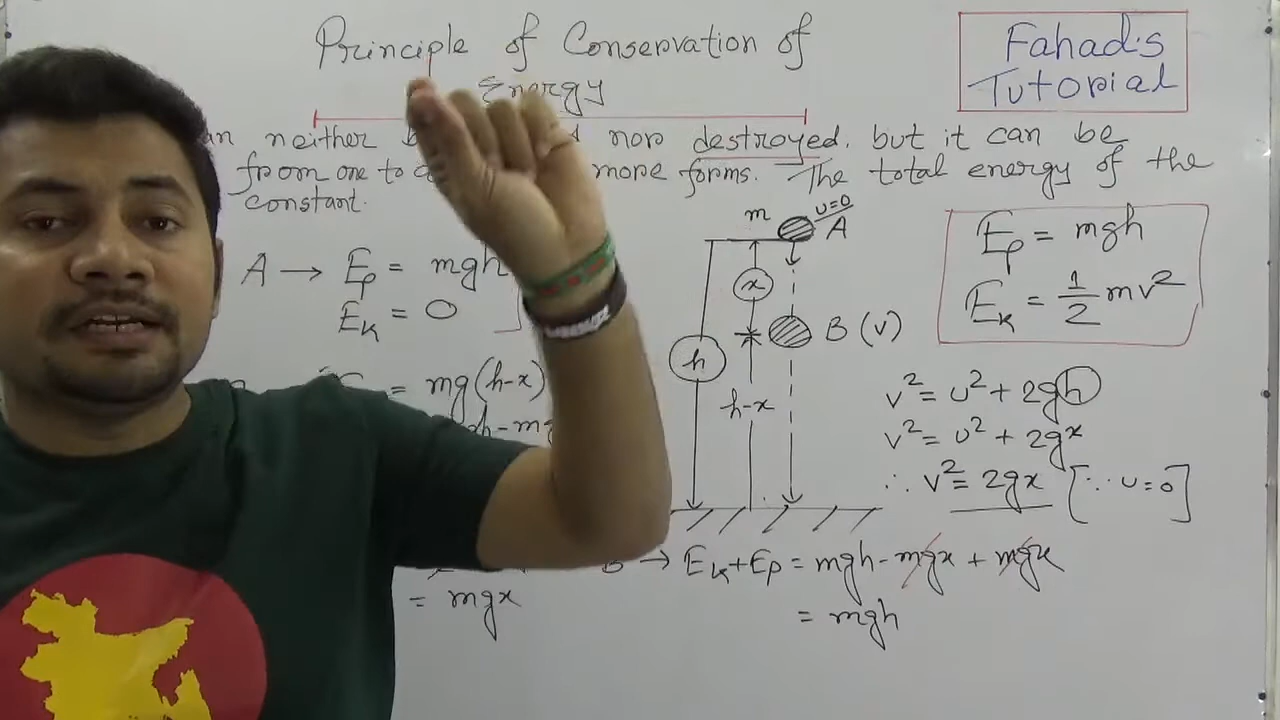 Principle of Conservation of
Energy
Fahad's
Tutorial
neither nor destroyed, but it can be
from one to more forms. The total energy of the
constant.
m u=0
A
A → Ep = mgh
EK = 0
x
Ep = mgh
EK = 1/2 mv²
B (v)
h
= mg(h-x)
h-x
v² = u² + 2gh
v² = u² + 2gx
∴ v² = 2gx [∵ u=0]
B → EK+Ep = mgh - mgx + mgx
= mgx
= mgh